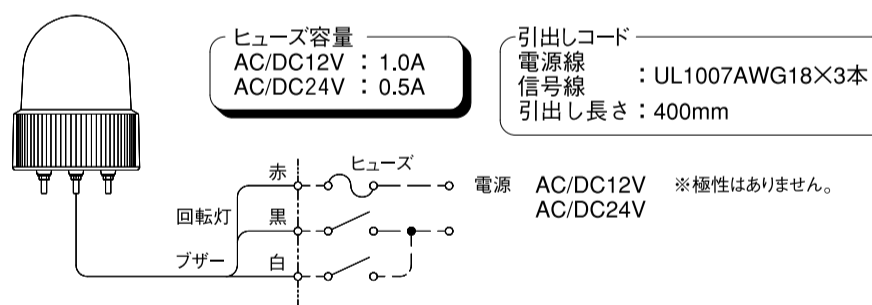 ヒューズ容量
AC/DC12V : 1.0A
AC/DC24V : 0.5A
引出しコード
電源線
信号線
: UL1007AWG18×3本
引出し長さ : 400mm
赤
ヒューズ
電源 AC/DC12V ※極性はありません。
AC/DC24V
回転灯
黒
ブザー
白